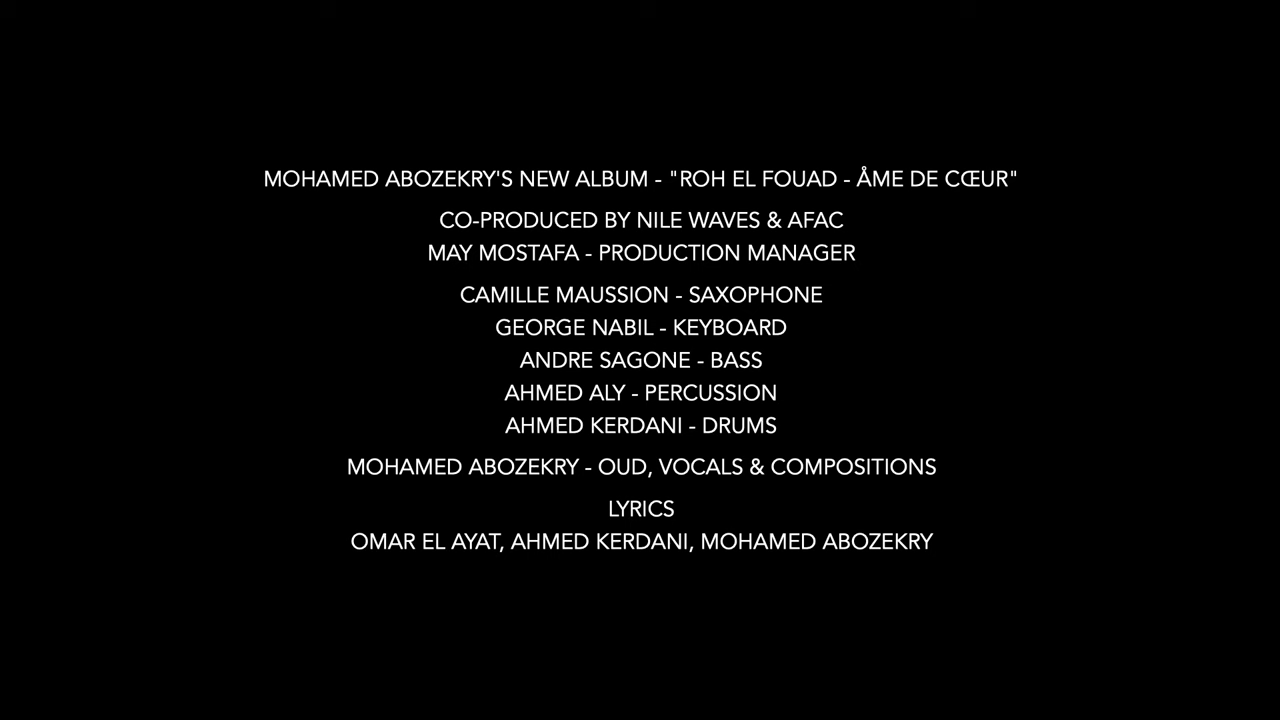 MOHAMED ABOZEKRY'S NEW ALBUM - "ROH EL FOUAD - ÅME DE CŒUR"
CO-PRODUCED BY NILE WAVES & AFAC
MAY MOSTAFA - PRODUCTION MANAGER
CAMILLE MAUSSION - SAXOPHONE
GEORGE NABIL - KEYBOARD
ANDRE SAGONE - BASS
AHMED ALY - PERCUSSION
AHMED KERDANI - DRUMS
MOHAMED ABOZEKRY - OUD, VOCALS & COMPOSITIONS
LYRICS
OMAR EL AYAT, AHMED KERDANI, MOHAMED ABOZEKRY